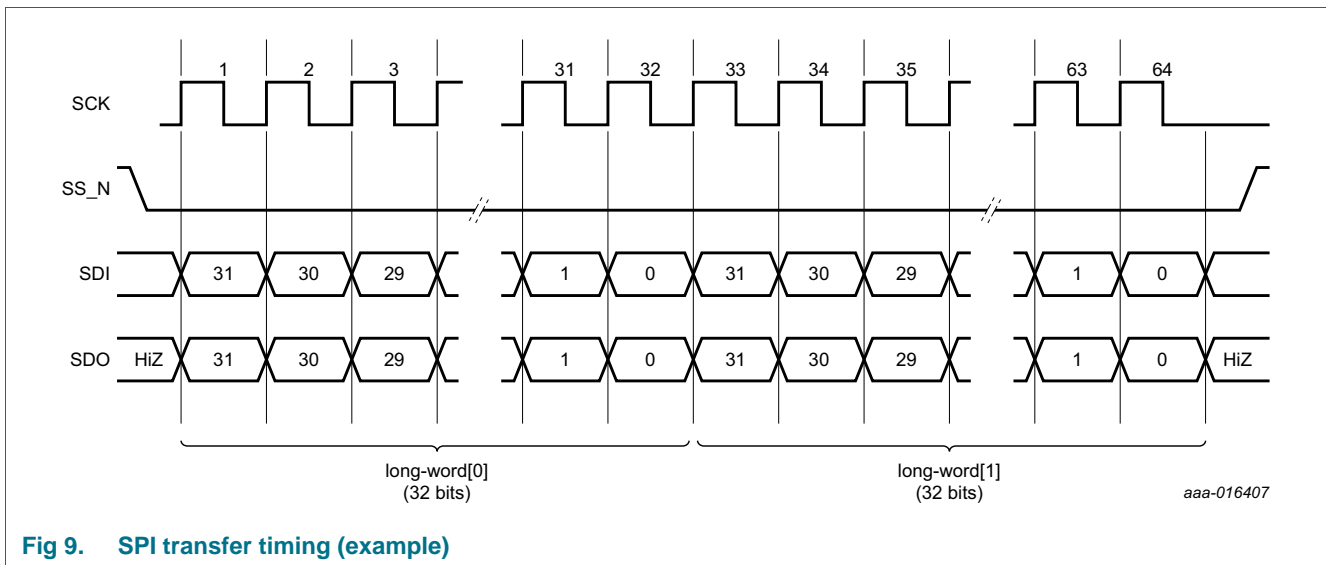 1 2 3 31 32 33 34 35 63 64
SCK
SS_N
SDI 31 30 29 1 0 31 30 29 1 0
SDO HiZ 31 30 29 1 0 31 30 29 1 0 HiZ
long-word[0]
(32 bits)
long-word[1]
(32 bits)
aaa-016407
Fig 9. SPI transfer timing (example)